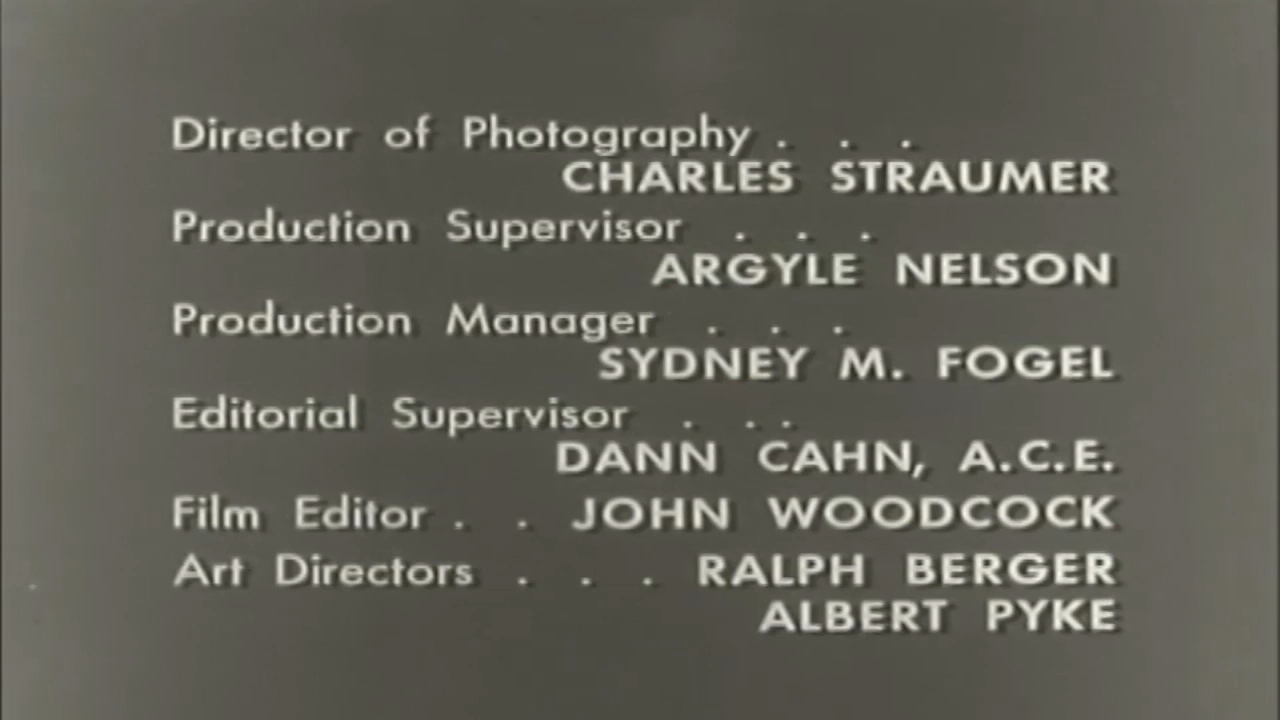 Director of Photography . . .
CHARLES STRAUMER
Production Supervisor . . .
ARGYLE NELSON
Production Manager . . .
SYDNEY M. FOGEL
Editorial Supervisor . . .
DANN CAHN, A.C.E.
Film Editor . . JOHN WOODCOCK
Art Directors . . . RALPH BERGER
ALBERT PYKE